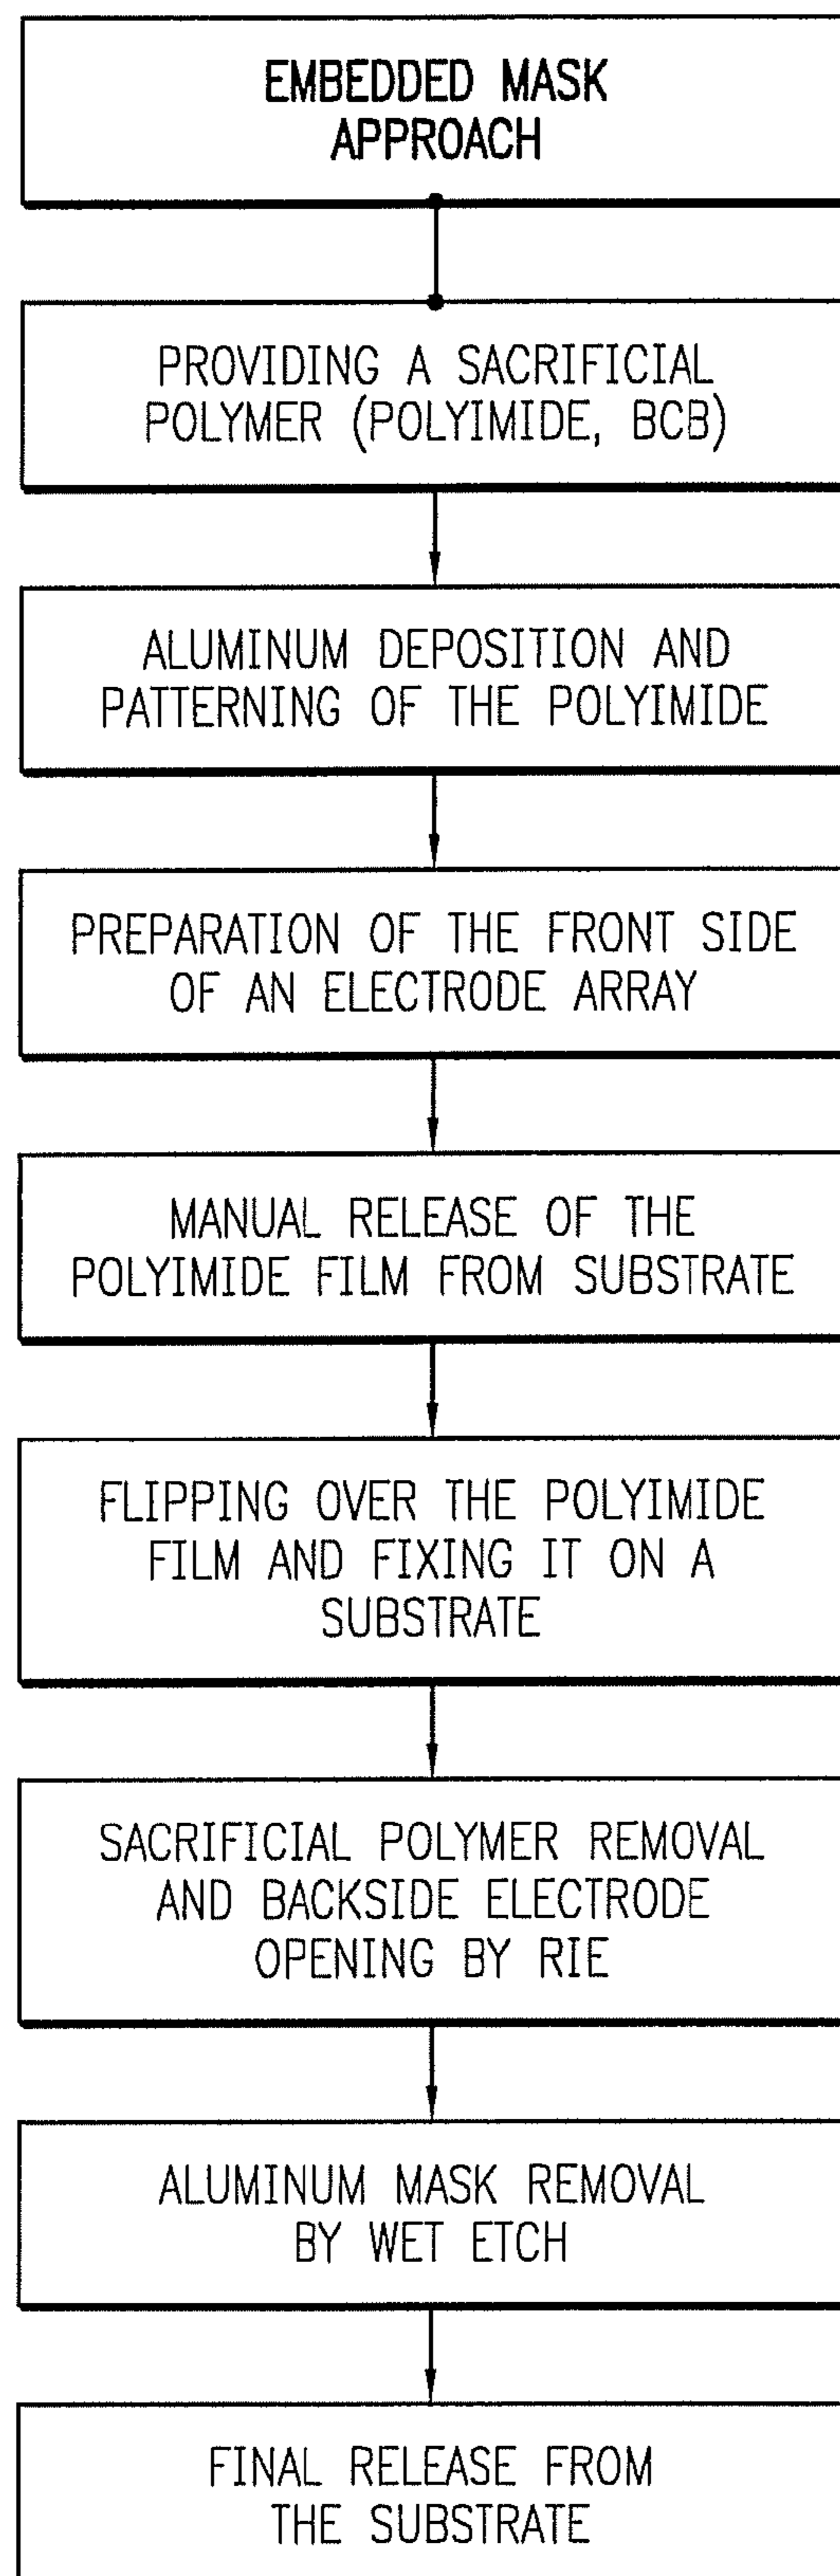 EMBEDDED MASK
APPROACH
PROVIDING A SACRIFICIAL
POLYMER (POLYIMIDE, BCB)
ALUMINUM DEPOSITION AND
PATTERNING OF THE POLYIMIDE
PREPARATION OF THE FRONT SIDE
OF AN ELECTRODE ARRAY
MANUAL RELEASE OF THE
POLYIMIDE FILM FROM SUBSTRATE
FLIPPING OVER THE POLYIMIDE
FILM AND FIXING IT ON A
SUBSTRATE
SACRIFICIAL POLYMER REMOVAL
AND BACKSIDE ELECTRODE
OPENING BY RIE
ALUMINUM MASK REMOVAL
BY WET ETCH
FINAL RELEASE FROM
THE SUBSTRATE